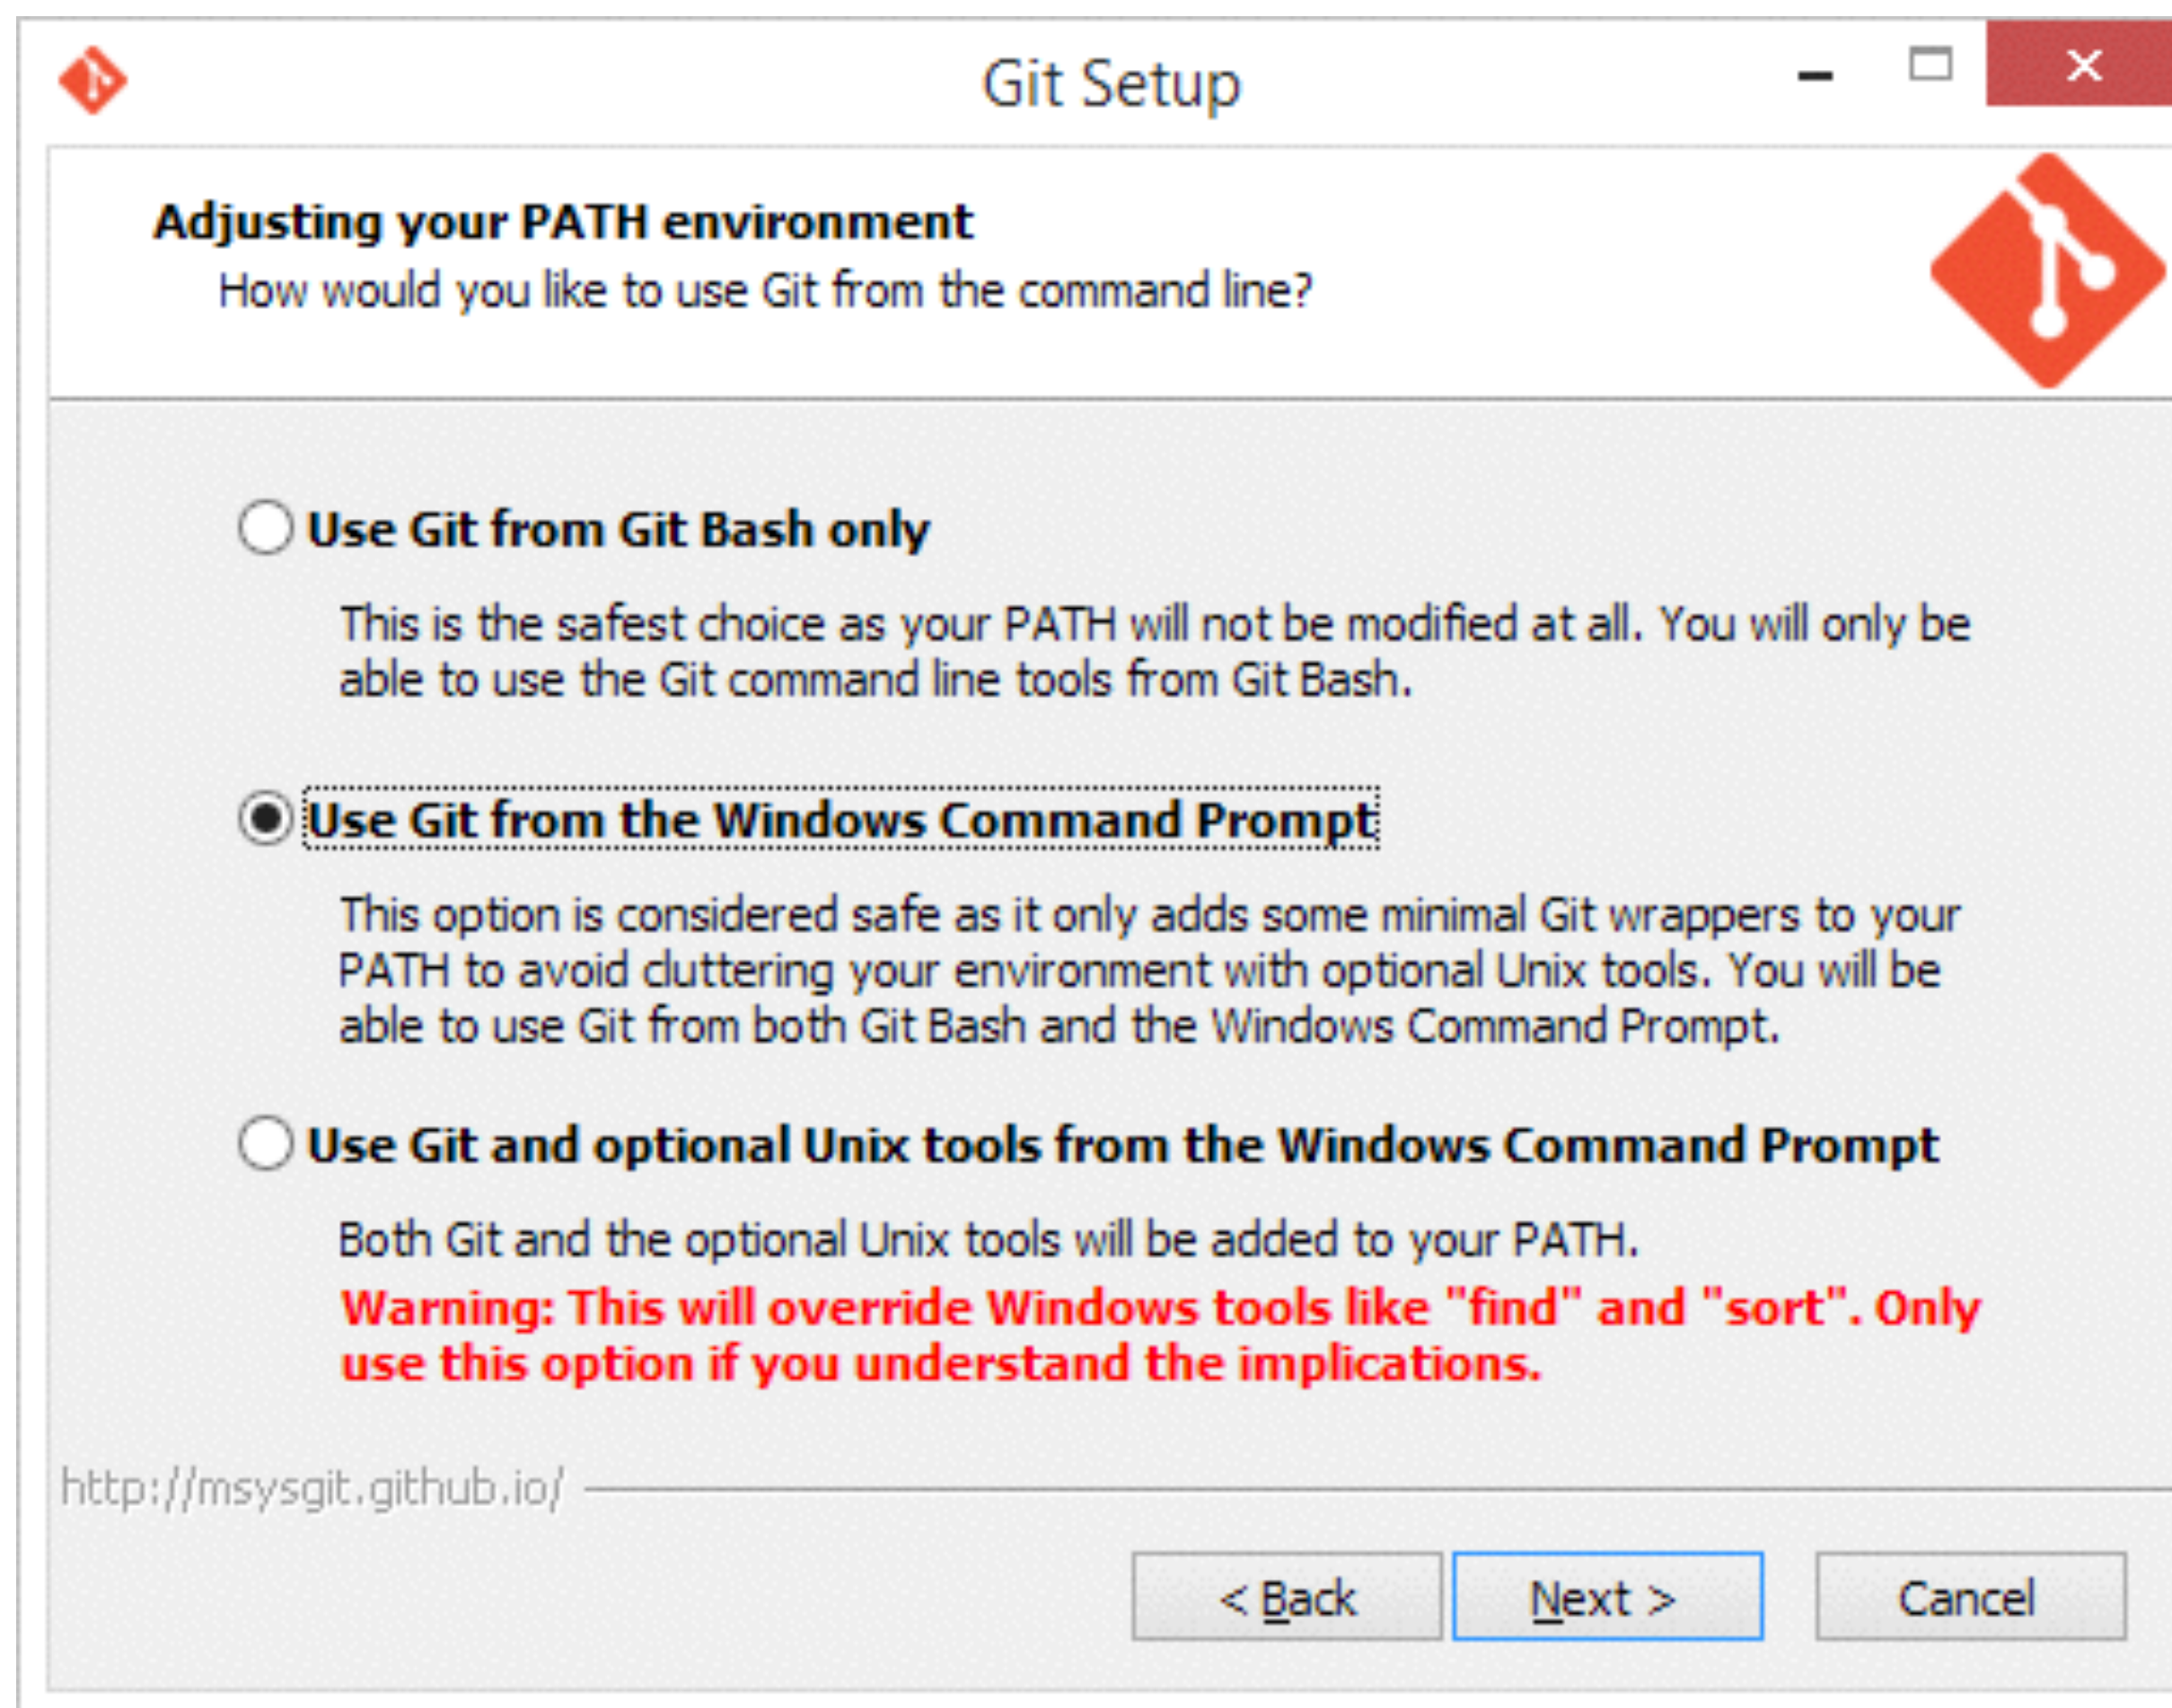 Git Setup
Adjusting your PATH environment
How would you like to use Git from the command line?
Use Git from Git Bash only
This is the safest choice as your PATH will not be modified at all. You will only be
able to use the Git command line tools from Git Bash.
Use Git from the Windows Command Prompt
This option is considered safe as it only adds some minimal Git wrappers to your
PATH to avoid cluttering your environment with optional Unix tools. You will be
able to use Git from both Git Bash and the Windows Command Prompt.
Use Git and optional Unix tools from the Windows Command Prompt
Both Git and the optional Unix tools will be added to your PATH.
Warning: This will override Windows tools like "find" and "sort". Only
use this option if you understand the implications.
http://msysgit.github.io/
< Back Next > Cancel